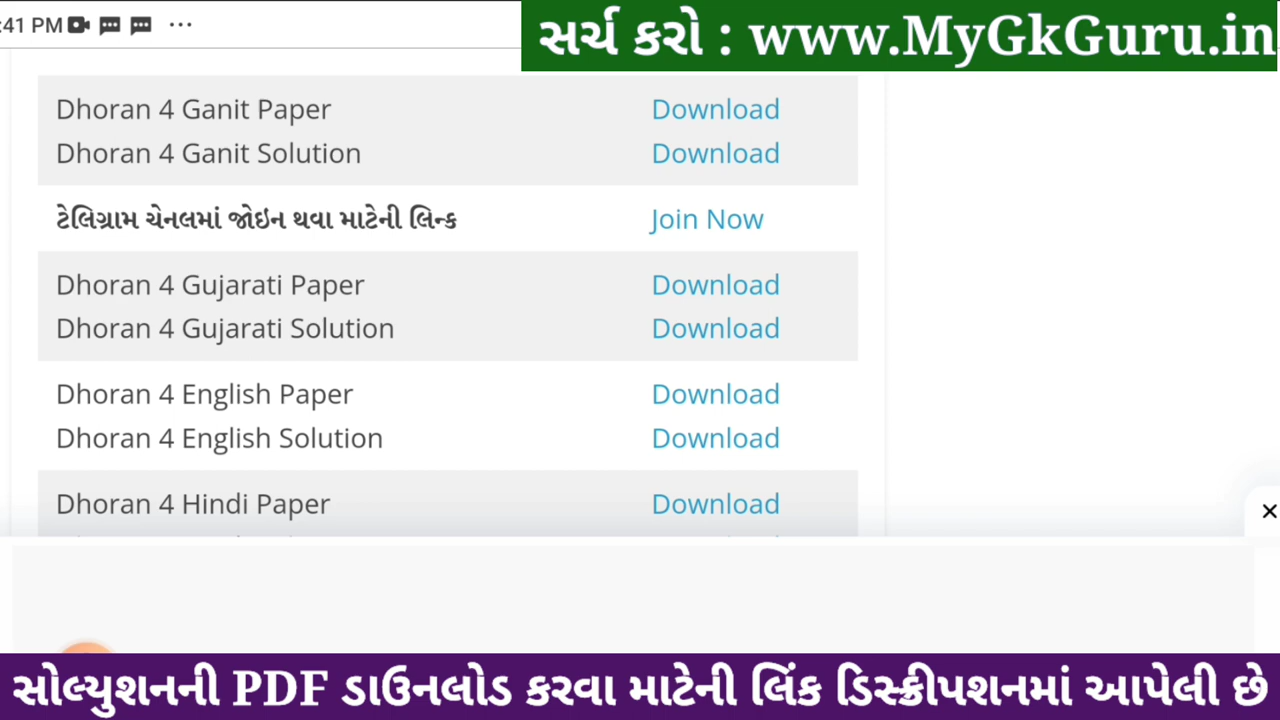 :41 PM ...
સર્ચ કરો : www.MyGkGuru.in
Dhoran 4 Ganit Paper Download
Dhoran 4 Ganit Solution Download
ટેલિગ્રામ ચેનલમાં જોઇન થવા માટેની લિન્ક Join Now
Dhoran 4 Gujarati Paper Download
Dhoran 4 Gujarati Solution Download
Dhoran 4 English Paper Download
Dhoran 4 English Solution Download
Dhoran 4 Hindi Paper Download
સોલ્યુશનની PDF ડાઉનલોડ કરવા માટેની લિંક ડિસ્ક્રીપશનમાં આપેલી છે